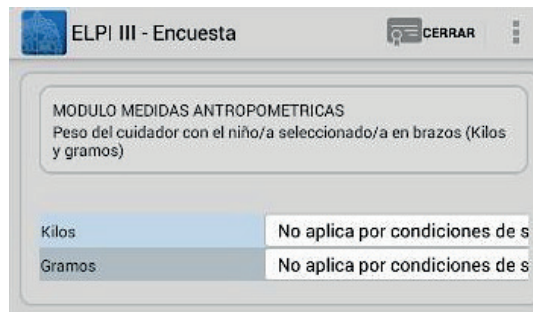 ELPI III - Encuesta
CERRAR
MODULO MEDIDAS ANTROPOMETRICAS
Peso del cuidador con el niño/a seleccionado/a en brazos (Kilos
y gramos)
Kilos
No aplica por condiciones de s
Gramos
No aplica por condiciones de s